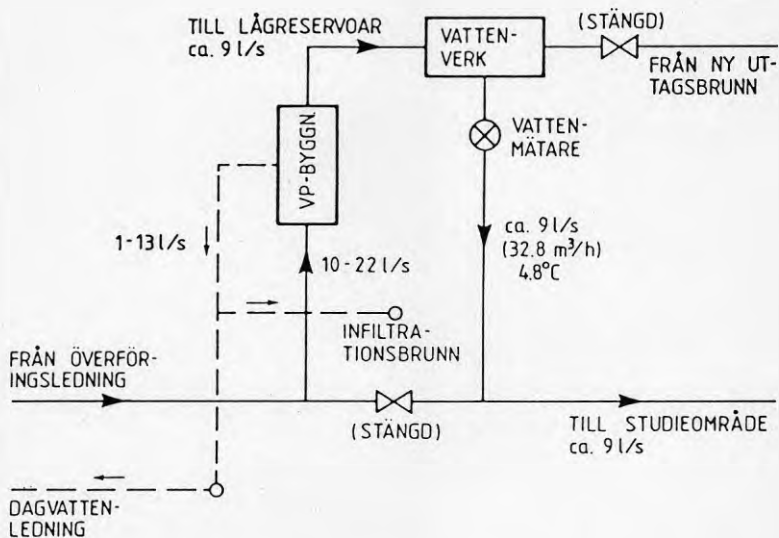 TILL LÅGRESERVOAR
ca. 9 l/s
VATTEN-
VERK
(STÄNGD)
FRÅN NY UT-
TAGSBRUNN
VP-BYGGN.
VATTEN-
MÄTARE
1-13 l/s
10-22 l/s
ca. 9 l/s
(32.8 m³/h)
4.8°C
INFILTRA-
TIONSBRUNN
FRÅN ÖVERFÖR-
INGSLEDNING
(STÄNGD)
TILL STUDIEOMRÅDE
ca. 9 l/s
DAGVATTEN-
LEDNING